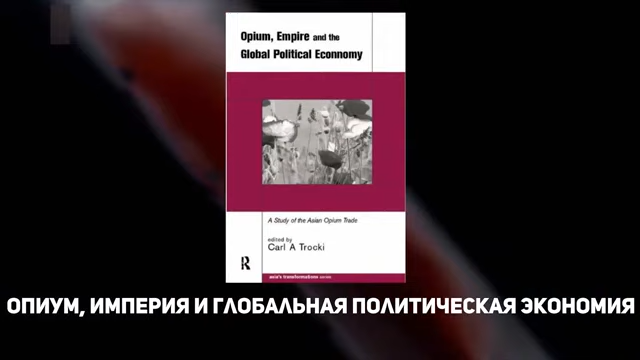 Opium, Empire and the
Global Political Econnomy
A Study of the Asian Opium Trade
edited by
Carl A Trocki
R
asia's transformations
ОПИУМ, ИМПЕРИЯ И ГЛОБАЛЬНАЯ ПОЛИТИЧЕСКАЯ ЭКОНОМИЯ